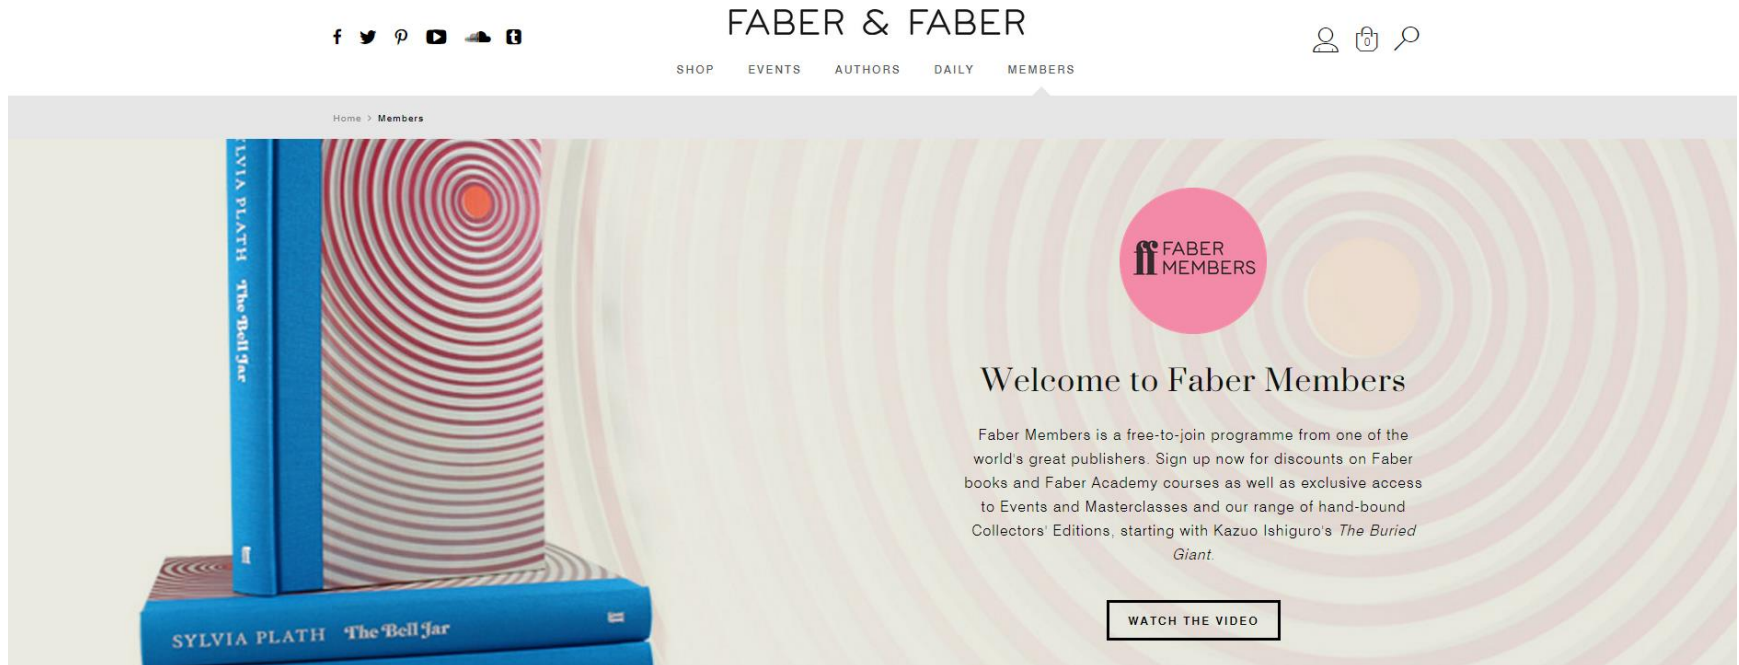 FABER & FABER
0
SHOP EVENTS AUTHORS DAILY MEMBERS
Home > Members
SYLVIA PLATH The Bell Jar
ff FABER
MEMBERS
Welcome to Faber Members
Faber Members is a free-to-join programme from one of the
world's great publishers. Sign up now for discounts on Faber
books and Faber Academy courses as well as exclusive access
to Events and Masterclasses and our range of hand-bound
Collectors' Editions, starting with Kazuo Ishiguro's The Buried
Giant.
WATCH THE VIDEO
SYLVIA PLATH The Bell Jar
ff